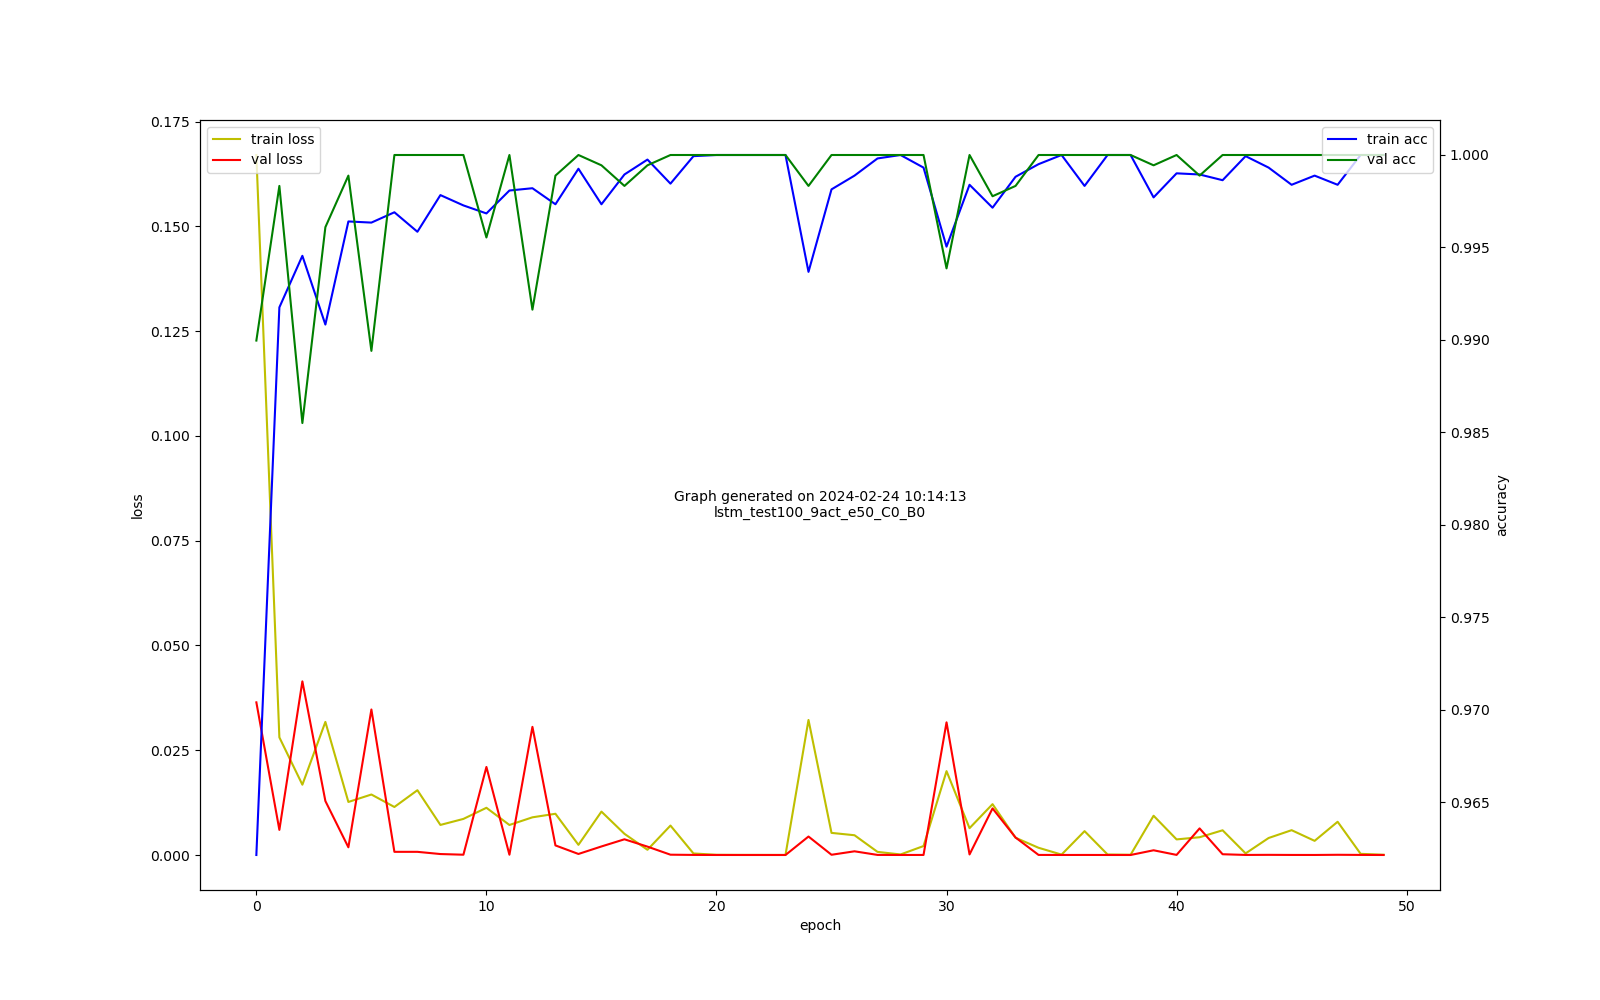 0.175
0.150
0.125
0.100
0.075
0.050
0.025
0.000
loss
train loss
val loss
train acc
val acc
1.000
0.995
0.990
0.985
0.980
0.975
0.970
0.965
accuracy
Graph generated on 2024-02-24 10:14:13
lstm_test100_9act_e50_C0_B0
0
10
20
30
40
50
epoch